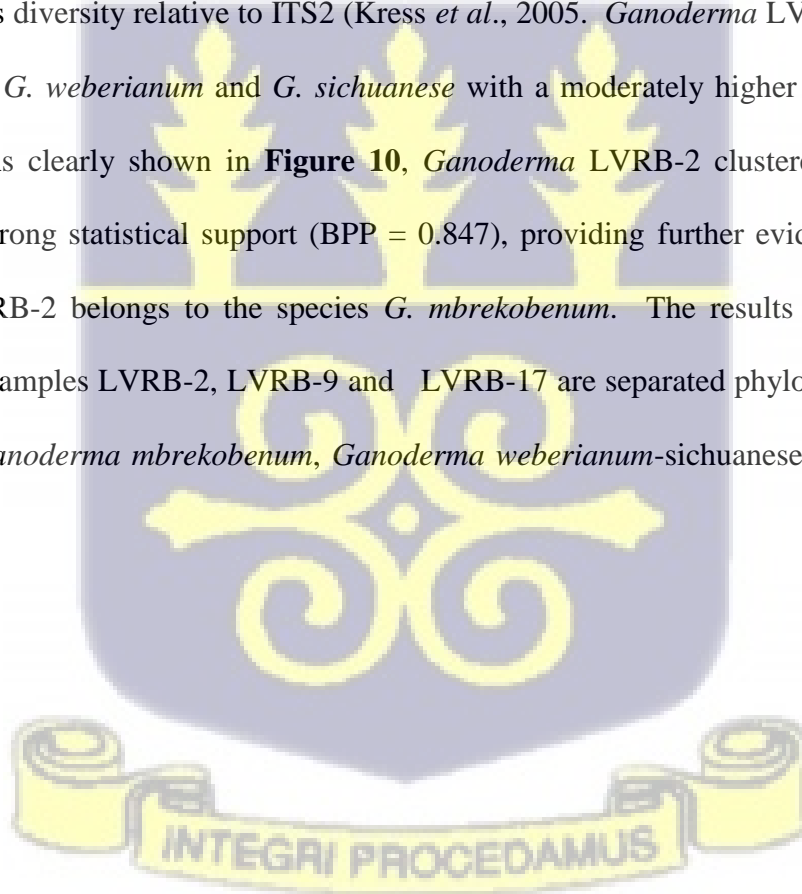 s diversity relative to ITS2 (Kress et al., 2005. Ganoderma LV
G. weberianum and G. sichuanese with a moderately higher
s clearly shown in Figure 10, Ganoderma LVRB-2 clustere
rong statistical support (BPP = 0.847), providing further evid
RB-2 belongs to the species G. mbrekobenum. The results
amples LVRB-2, LVRB-9 and LVRB-17 are separated phylo
anoderma mbrekobenum, Ganoderma weberianum-sichuanese
INTEGRI PROCEDAMUS